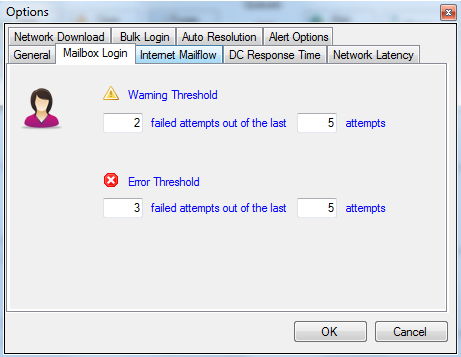 Options
Network Download Bulk Login Auto Resolution Alert Options
General Mailbox Login Internet Mailflow DC Response Time Network Latency
Warning Threshold
2 failed attempts out of the last 5 attempts
Error Threshold
3 failed attempts out of the last 5 attempts
OK Cancel